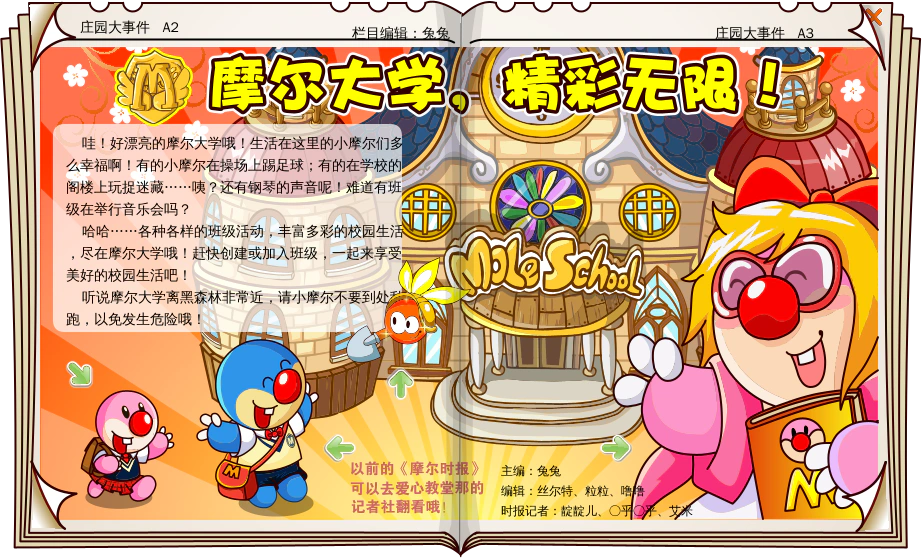 庄园大事件 A2
栏目编辑：兔兔
庄园大事件 A3
M
摩尔大学，精彩无限！
哇！好漂亮的摩尔大学哦！生活在这里的小摩尔们多
么幸福啊！有的小摩尔在操场上踢足球；有的在学校的
阁楼上玩捉迷藏……咦？还有钢琴的声音呢！难道有班
级在举行音乐会吗？
哈哈……各种各样的班级活动，丰富多彩的校园生活
，尽在摩尔大学哦！赶快创建或加入班级，一起来享受
美好的校园生活吧！
听说摩尔大学离黑森林非常近，请小摩尔不要到处乱
跑，以免发生危险哦！
MoLe School
M
以前的《摩尔时报》
可以去爱心教堂那的
记者社翻看哦！
主编：兔兔
编辑：丝尔特、粒粒、噜噜
时报记者：靛靛儿、〇乎〇乎、艾米